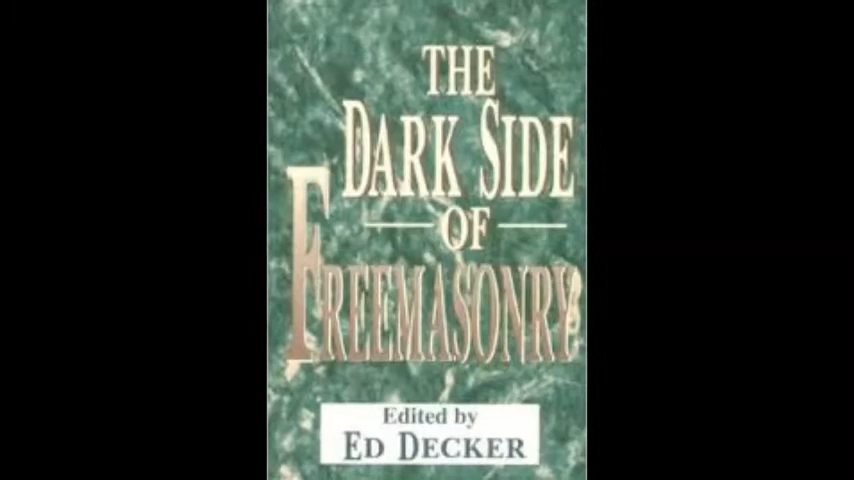 THE
DARK SIDE
OF
FREEMASONRY
Edited by
ED DECKER